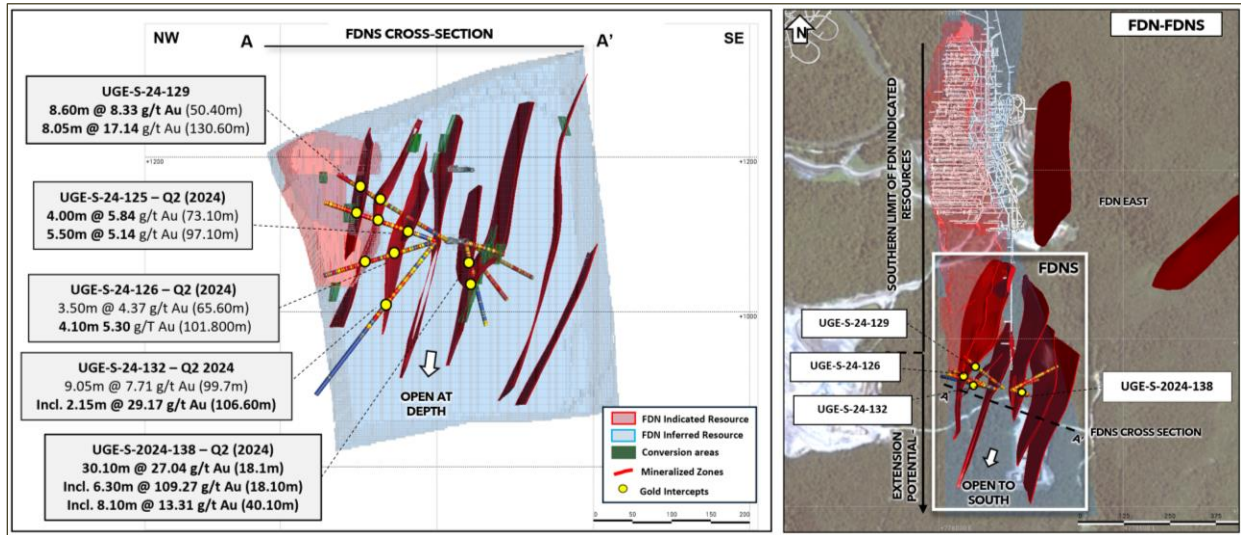 NW
A
FDNS CROSS-SECTION
A'
SE
UGE-S-24-129
8.60m @ 8.33 g/t Au (50.40m)
8.05m @ 17.14 g/t Au (130.60m)
UGE-S-24-125 – Q2 (2024)
4.00m @ 5.84 g/t Au (73.10m)
5.50m @ 5.14 g/t Au (97.10m)
UGE-S-24-126 – Q2 (2024)
3.50m @ 4.37 g/t Au (65.60m)
4.10m 5.30 g/T Au (101.800m)
UGE-S-24-132 – Q2 2024
9.05m @ 7.71 g/t Au (99.7m)
Incl. 2.15m @ 29.17 g/t Au (106.60m)
UGE-S-2024-138 – Q2 (2024)
30.10m @ 27.04 g/t Au (18.1m)
Incl. 6.30m @ 109.27 g/t Au (18.10m)
Incl. 8.10m @ 13.31 g/t Au (40.10m)
+1200
+1200
+1000
OPEN AT
DEPTH
FDN Indicated Resource
FDN Inferred Resource
Conversion areas
Mineralized Zones
Gold Intercepts
0 50 100 150 200
N
FDN-FDNS
SOUTHERN LIMIT OF FDN INDICATED
RESOURCES
FDN EAST
FDNS
UGE-S-24-129
UGE-S-24-126
UGE-S-24-132
UGE-S-2024-138
A
A'
FDNS CROSS SECTION
EXTENSION
POTENTIAL
OPEN TO
SOUTH
125 250 375